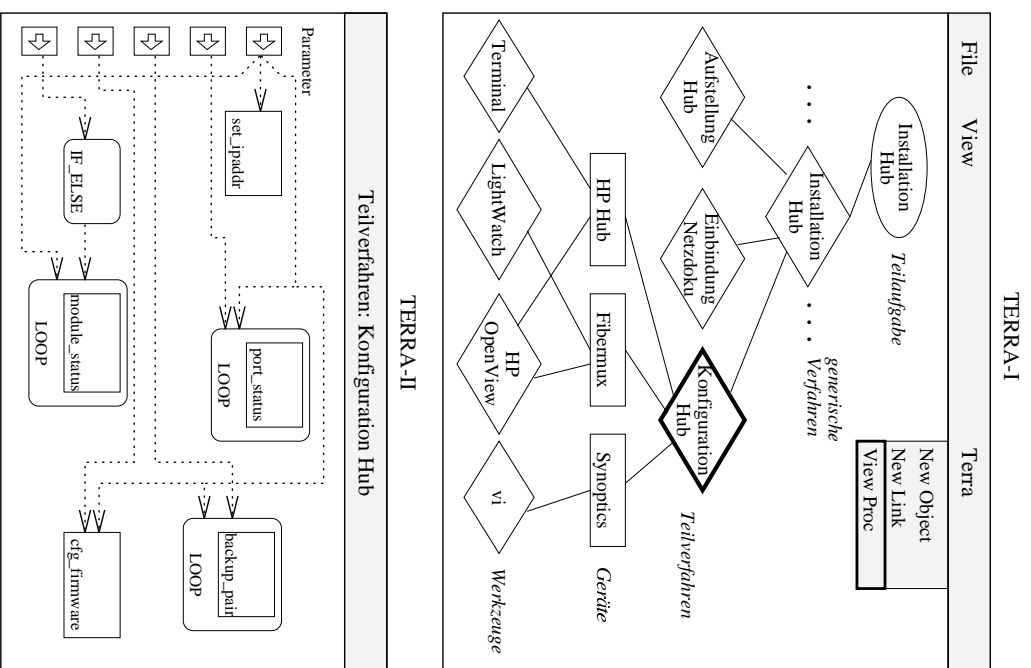 TERRA-I
File View Terra
New Object
New Link
View Proc
Installation
Hub
Teilaufgabe
. . .
Installation
Hub
. . .
generische
Verfahren
Aufstellung
Hub
Einbindung
Netzdoku
Konfiguration
Hub
Teilverfahren
HP Hub
Fibermux
Synoptics
Geräte
Terminal
LightWatch
HP
OpenView
vi
Werkzeuge
TERRA-II
Teilverfahren: Konfiguration Hub
Parameter
set_ipaddr
port_status
LOOP
backup_pair
LOOP
IF_ELSE
module_status
LOOP
cfg_firmware